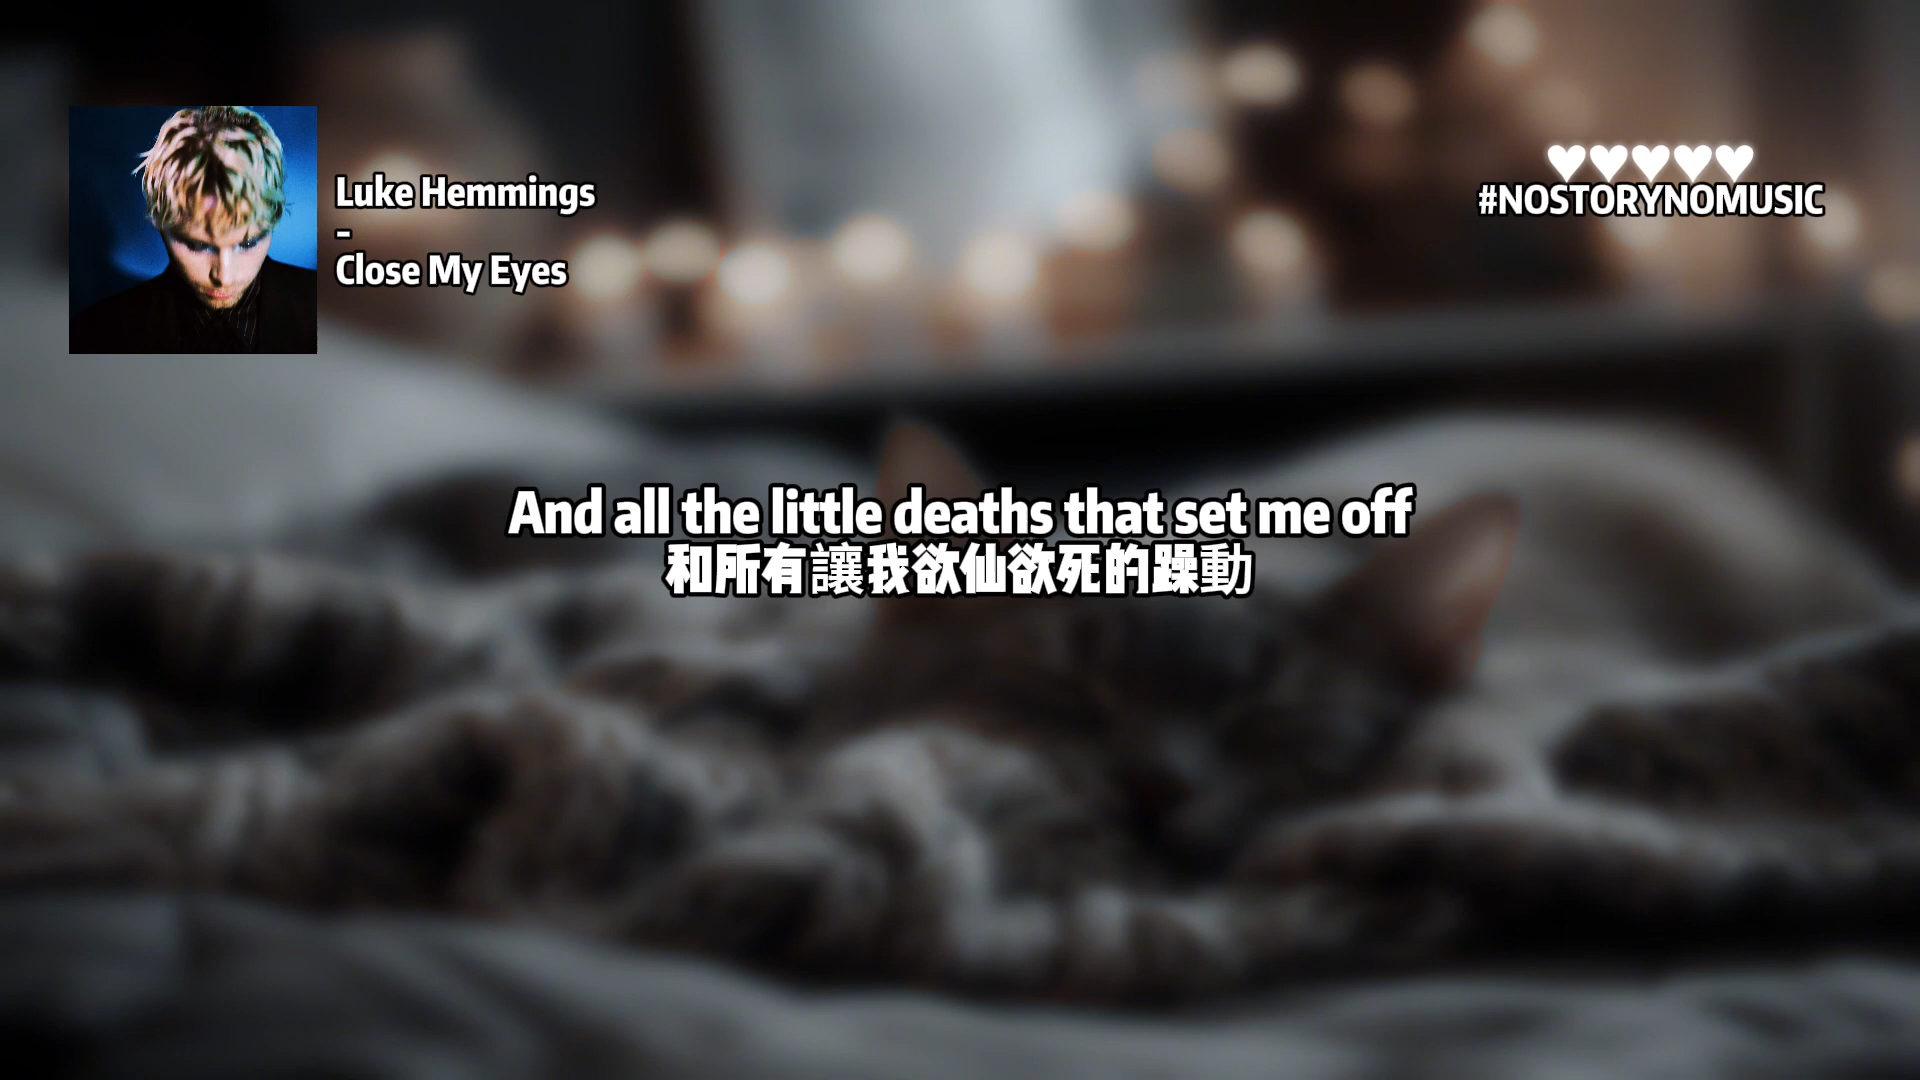 Luke Hemmings
-
Close My Eyes
♥♥♥♥♥
#NOSTORYNOMUSIC
And all the little deaths that set me off
和所有讓我欲仙欲死的躁動